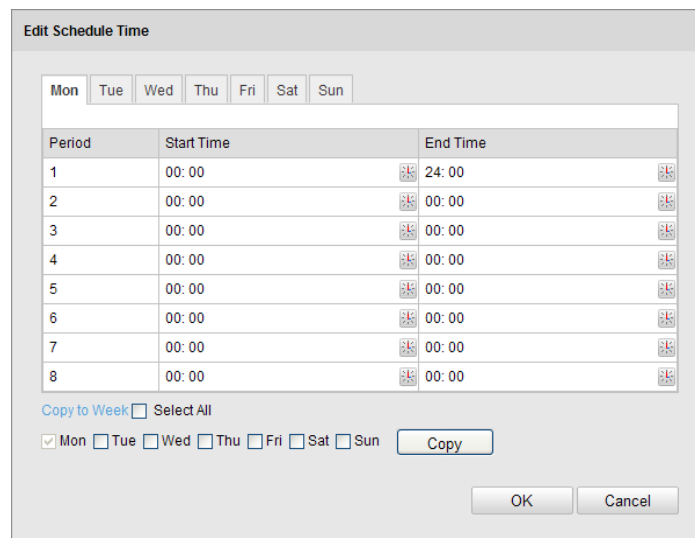 Edit Schedule Time
Mon Tue Wed Thu Fri Sat Sun
Period Start Time End Time
1 00: 00 24: 00
2 00: 00 00: 00
3 00: 00 00: 00
4 00: 00 00: 00
5 00: 00 00: 00
6 00: 00 00: 00
7 00: 00 00: 00
8 00: 00 00: 00
Copy to Week Select All
Mon Tue Wed Thu Fri Sat Sun Copy
OK Cancel